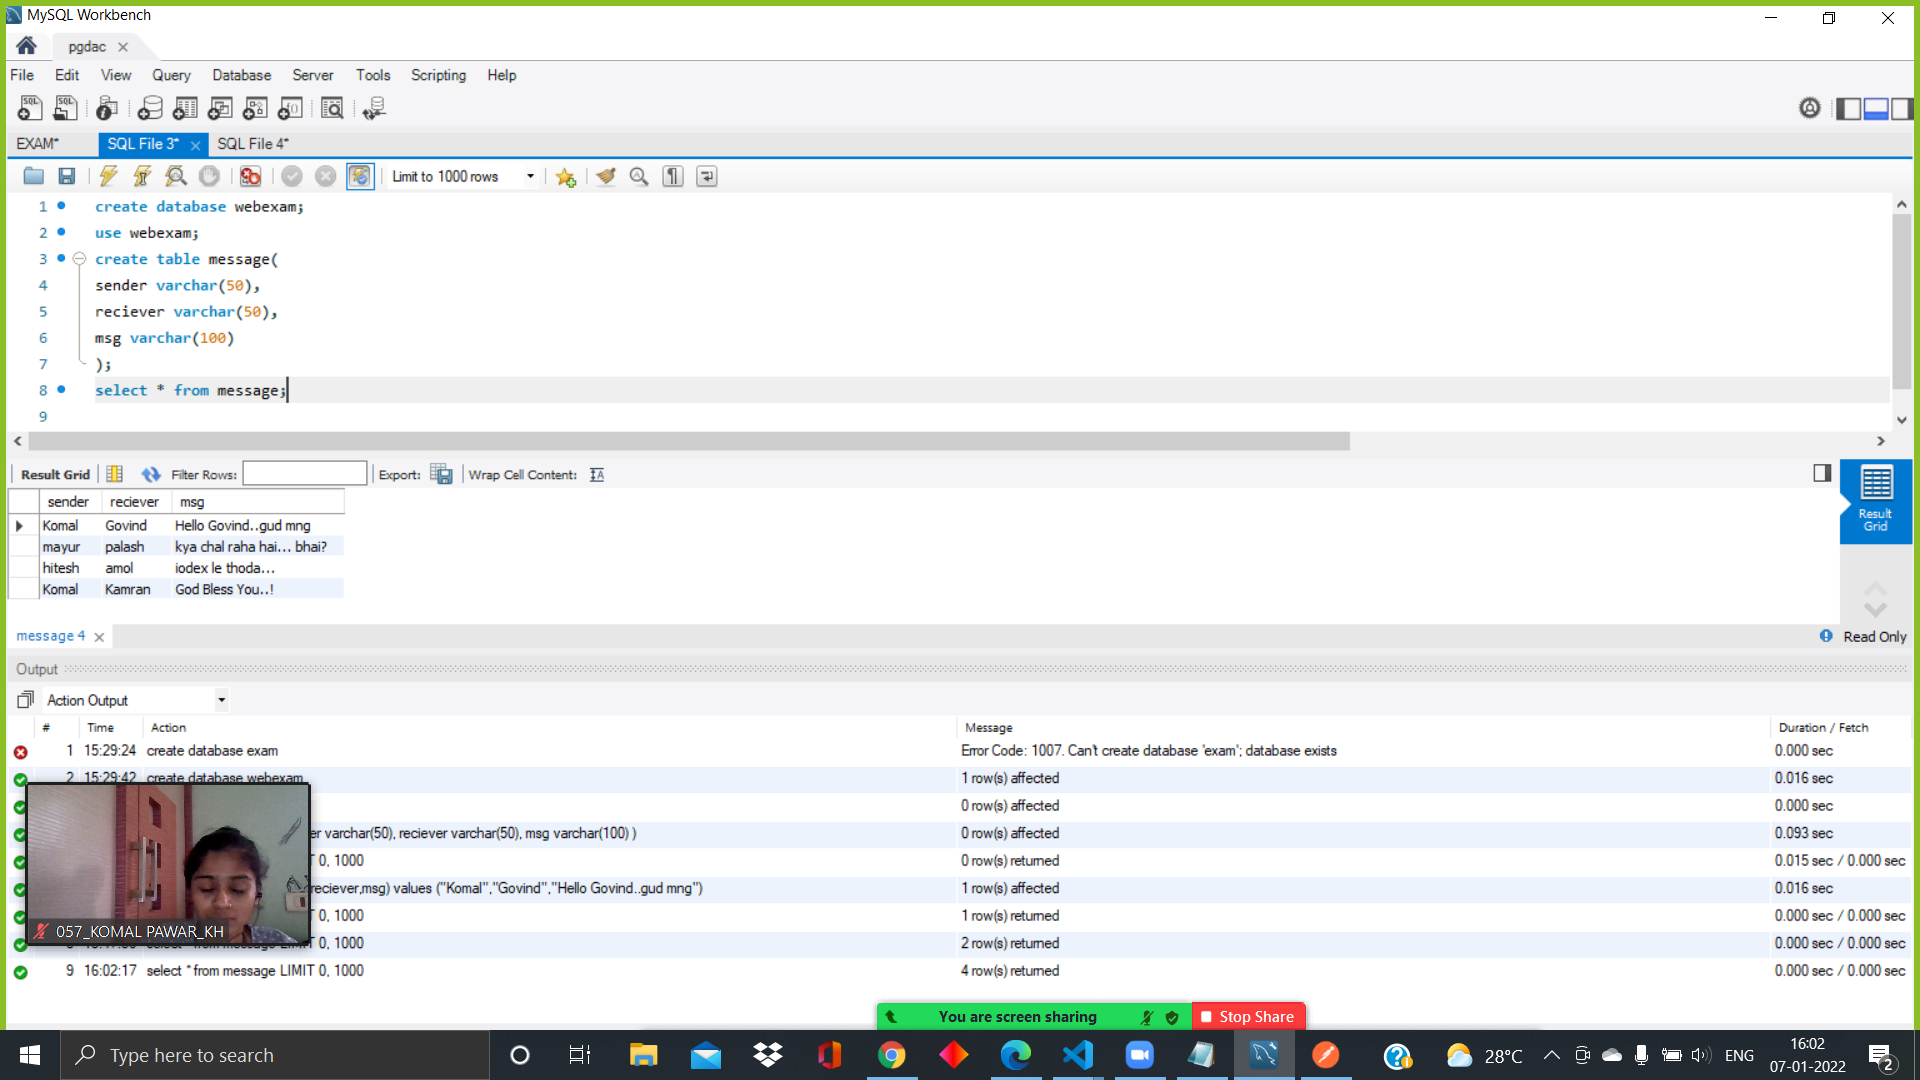 MySQL Workbench
pgdac
File Edit View Query Database Server Tools Scripting Help
EXAM* SQL File 3* SQL File 4*
Limit to 1000 rows
1 create database webexam;
2 use webexam;
3 create table message(
4 sender varchar(50),
5 reciever varchar(50),
6 msg varchar(100)
7 );
8 select * from message;
9
Result Grid Filter Rows: Export: Wrap Cell Content:
Result Grid
sender reciever msg
Komal Govind Hello Govind..gud mng
mayur palash kya chal raha hai... bhai?
hitesh amol iodex le thoda...
Komal Kamran God Bless You..!
message 4
Read Only
Output
Action Output
# Time Action Message Duration / Fetch
1 15:29:24 create database exam Error Code: 1007. Can't create database 'exam'; database exists 0.000 sec
2 15:29:42 create database webexam 1 row(s) affected 0.016 sec
0 row(s) affected 0.000 sec
er varchar(50), reciever varchar(50), msg varchar(100) ) 0 row(s) affected 0.093 sec
T 0, 1000 0 row(s) returned 0.015 sec / 0.000 sec
reciever,msg) values ("Komal","Govind","Hello Govind..gud mng") 1 row(s) affected 0.016 sec
T 0, 1000 1 row(s) returned 0.000 sec / 0.000 sec
T 0, 1000 2 row(s) returned 0.000 sec / 0.000 sec
9 16:02:17 select * from message LIMIT 0, 1000 4 row(s) returned 0.000 sec / 0.000 sec
057_KOMAL PAWAR_KH
You are screen sharing Stop Share
Type here to search
28°C
ENG
16:02
07-01-2022
2